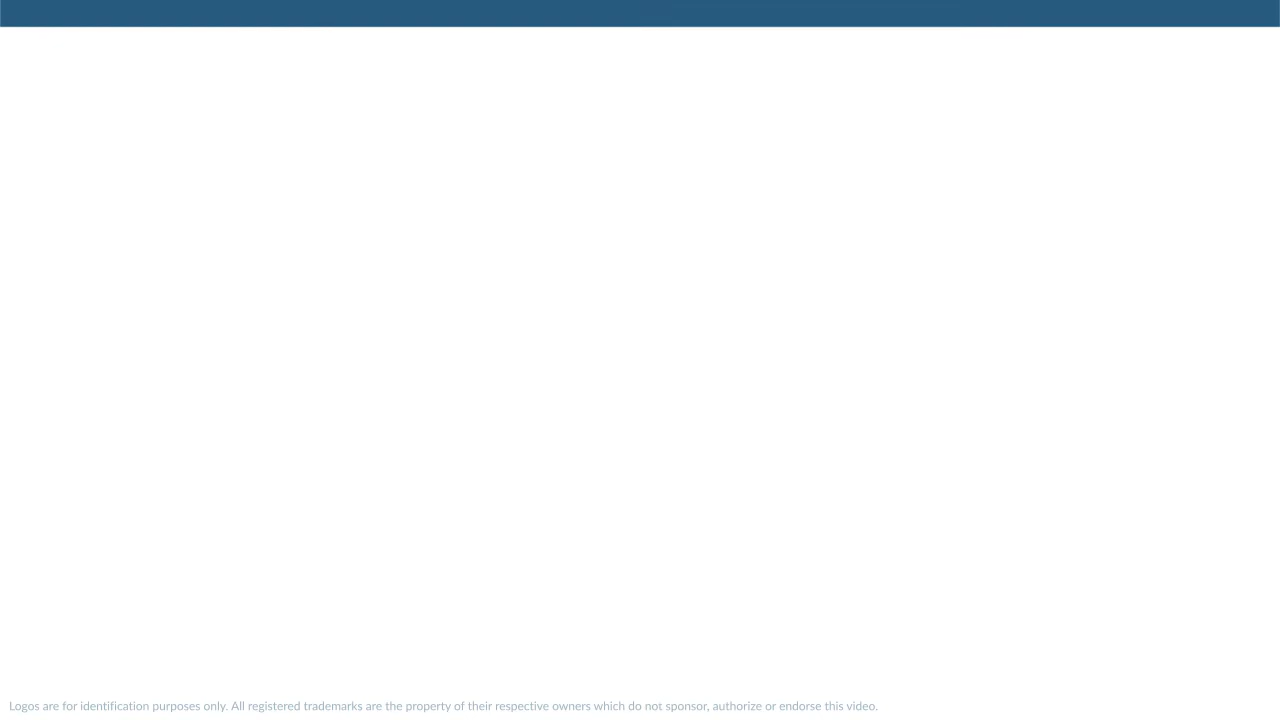 Logos are for identification purposes only. All registered trademarks are the property of their respective owners which do not sponsor, authorize or endorse this video.